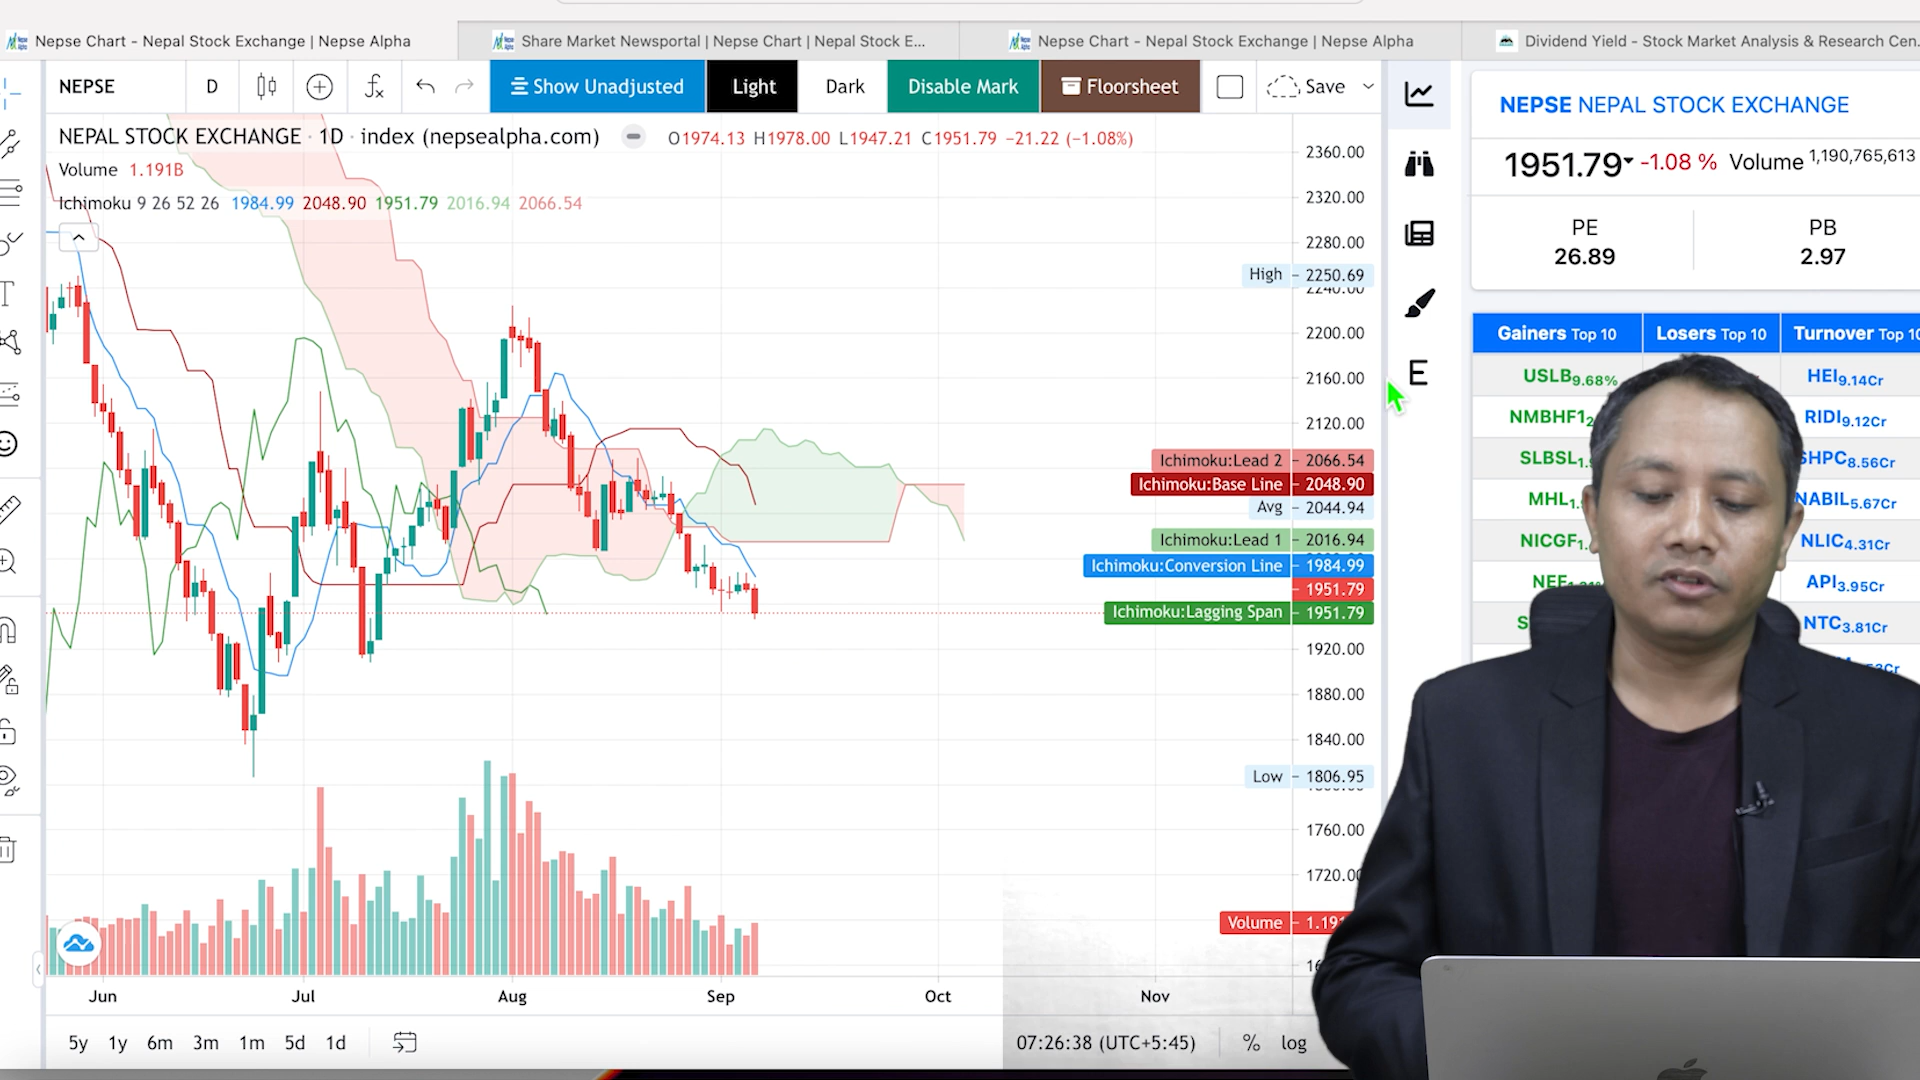 Nepse Chart - Nepal Stock Exchange | Nepse Alpha
Share Market Newsportal | Nepse Chart | Nepal Stock E...
Nepse Chart - Nepal Stock Exchange | Nepse Alpha
Dividend Yield - Stock Market Analysis & Research Cen.
NEPSE
D
Show Unadjusted
Light
Dark
Disable Mark
Floorsheet
Save
NEPAL STOCK EXCHANGE · 1D · index (nepsealpha.com)
O1974.13 H1978.00 L1947.21 C1951.79 −21.22 (−1.08%)
Volume 1.191B
Ichimoku 9 26 52 26 1984.99 2048.90 1951.79 2016.94 2066.54
2360.00
2320.00
2280.00
High 2250.69
2240.00
2200.00
2160.00
2120.00
Ichimoku:Lead 2 2066.54
Ichimoku:Base Line 2048.90
Avg 2044.94
Ichimoku:Lead 1 2016.94
Ichimoku:Conversion Line 1984.99
1951.79
Ichimoku:Lagging Span 1951.79
1920.00
1880.00
1840.00
Low 1806.95
1760.00
1720.00
Volume 1.191
Jun
Jul
Aug
Sep
Oct
Nov
5y 1y 6m 3m 1m 5d 1d
07:26:38 (UTC+5:45)
% log
E
NEPSE NEPAL STOCK EXCHANGE
1951.79 -1.08 % Volume 1,190,765,613
PE
26.89
PB
2.97
Gainers Top 10
Losers Top 10
Turnover Top 10
USLB9.68%
HEI9.14Cr
NMBHF1
RIDI9.12Cr
SLBSL
SHPC8.56Cr
MHL
NABIL5.67Cr
NICGF
NLIC4.31Cr
NEF
API3.95Cr
S
NTC3.81Cr